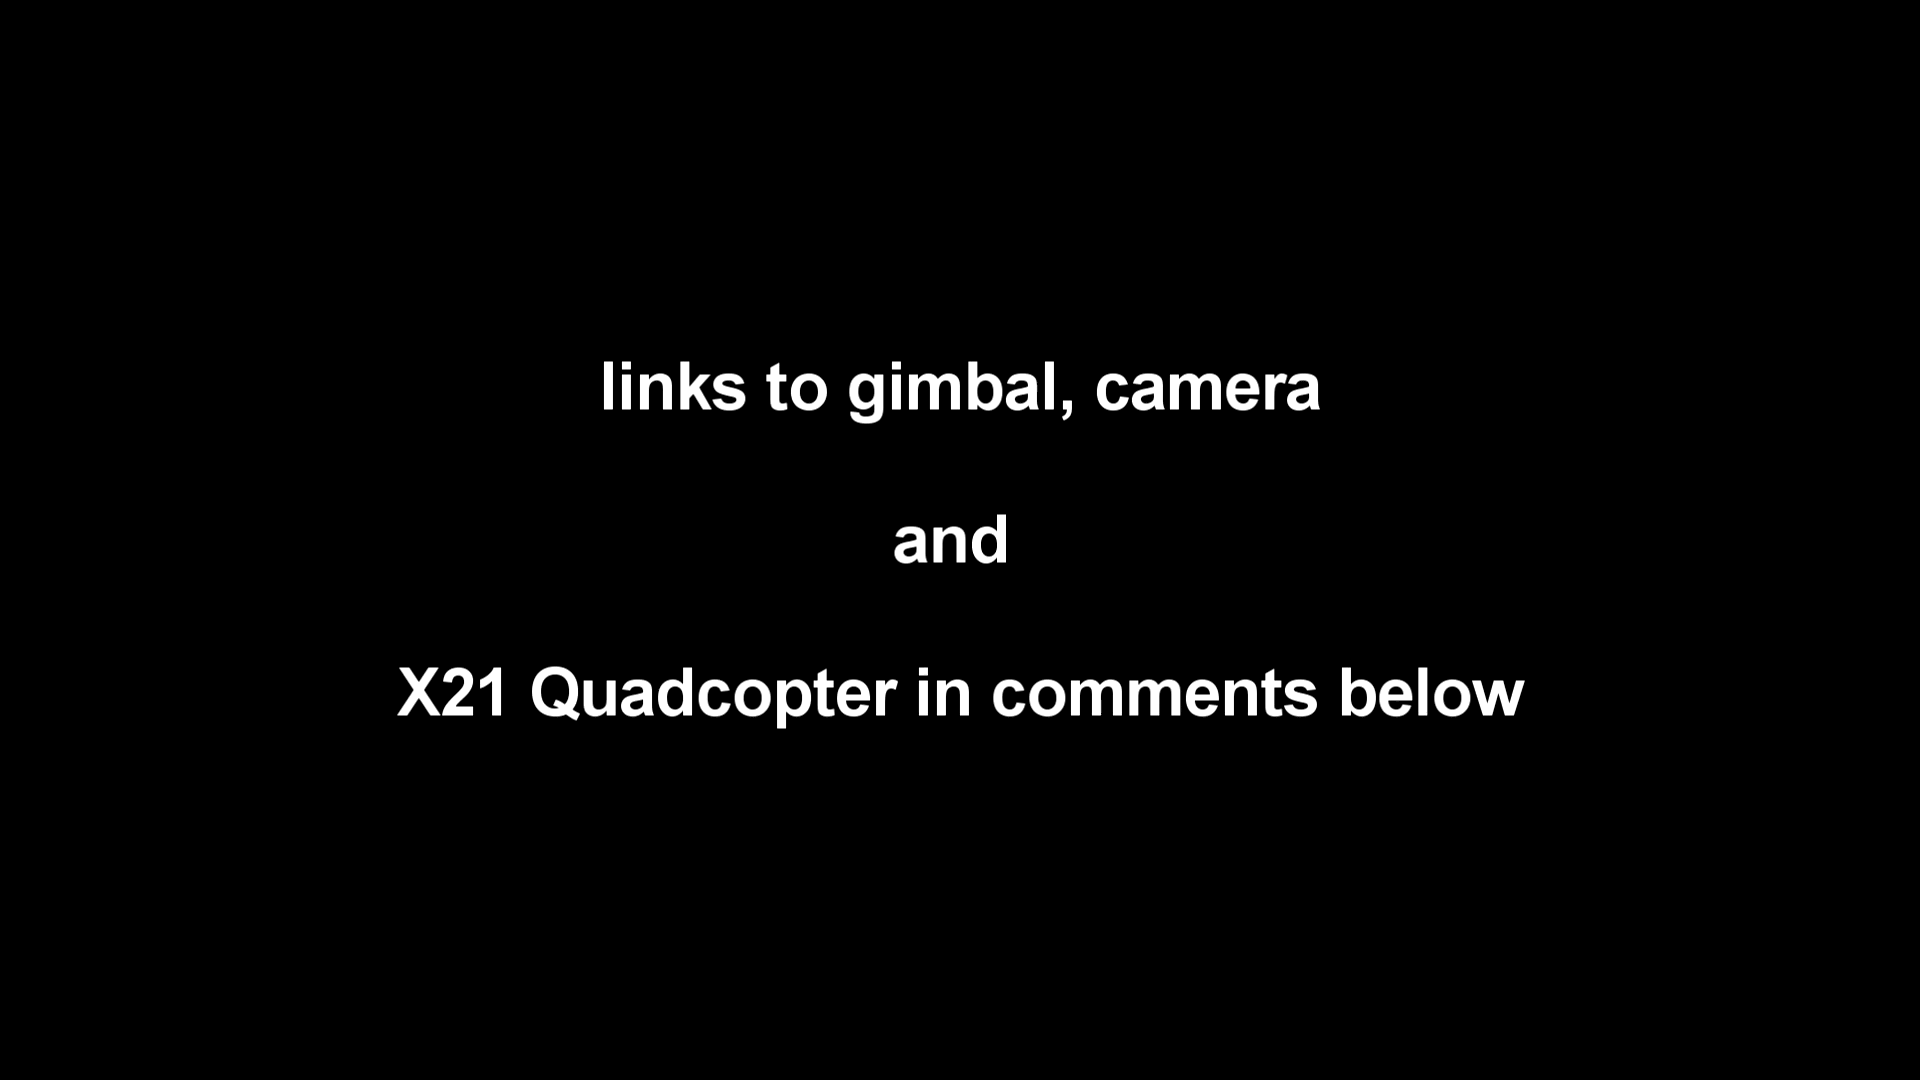 links to gimbal, camera
and
X21 Quadcopter in comments below